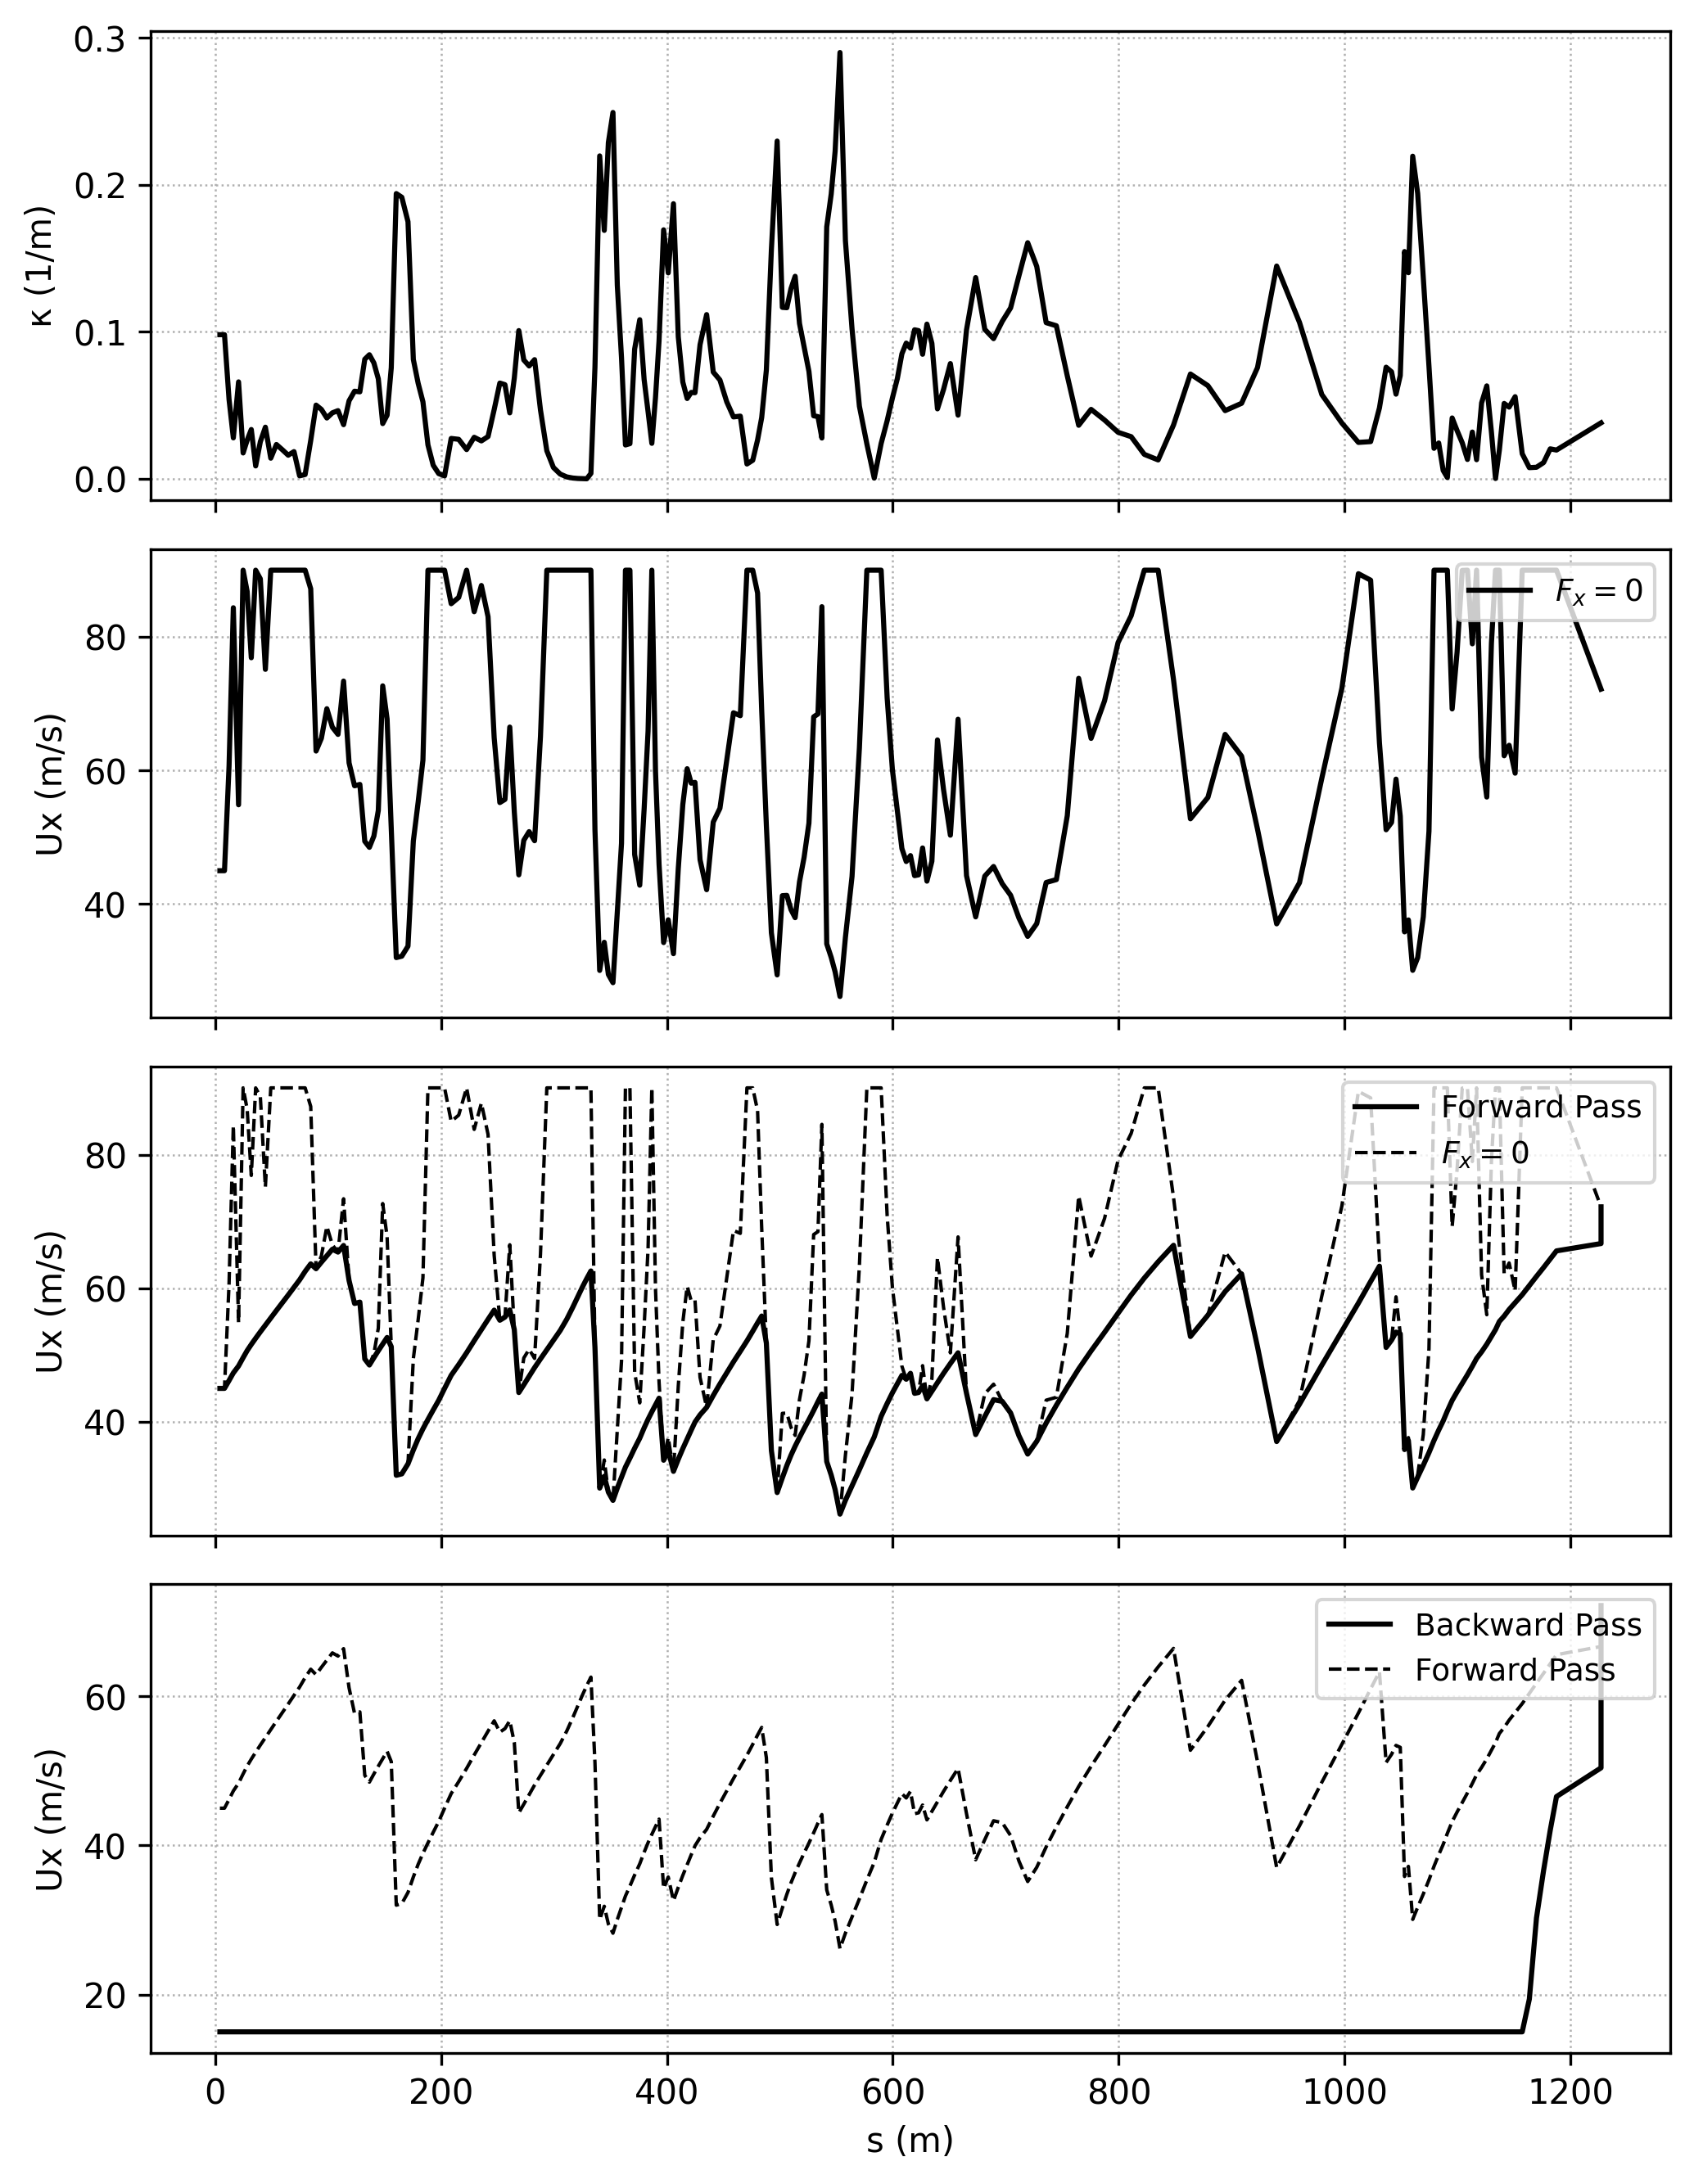 0.3
0.2
0.1
0.0
κ (1/m)
80
60
40
Ux (m/s)
Fx = 0
80
60
40
Ux (m/s)
Forward Pass
Fx = 0
60
40
20
Ux (m/s)
Backward Pass
Forward Pass
0 200 400 600 800 1000 1200
s (m)